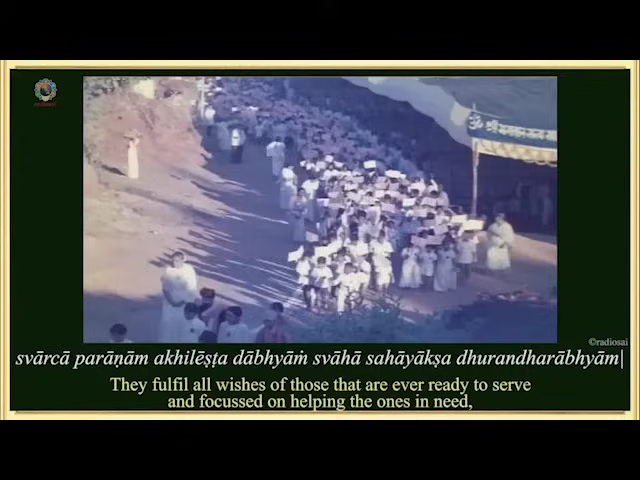 ©radiosai
svārcā parāṇām akhilēṣṭa dābhyāṁ svāhā sahāyākṣa dhurandharābhyām|
They fulfil all wishes of those that are ever ready to serve
and focussed on helping the ones in need,